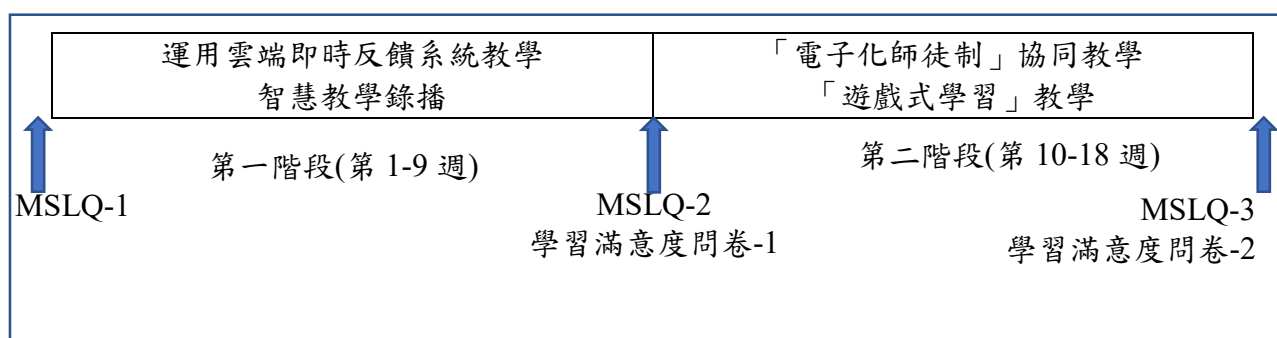 運用雲端即時反饋系統教學
智慧教學錄播
「電子化師徒制」協同教學
「遊戲式學習」教學
第一階段(第 1-9 週)
第二階段(第 10-18 週)
MSLQ-1
MSLQ-2
學習滿意度問卷-1
MSLQ-3
學習滿意度問卷-2